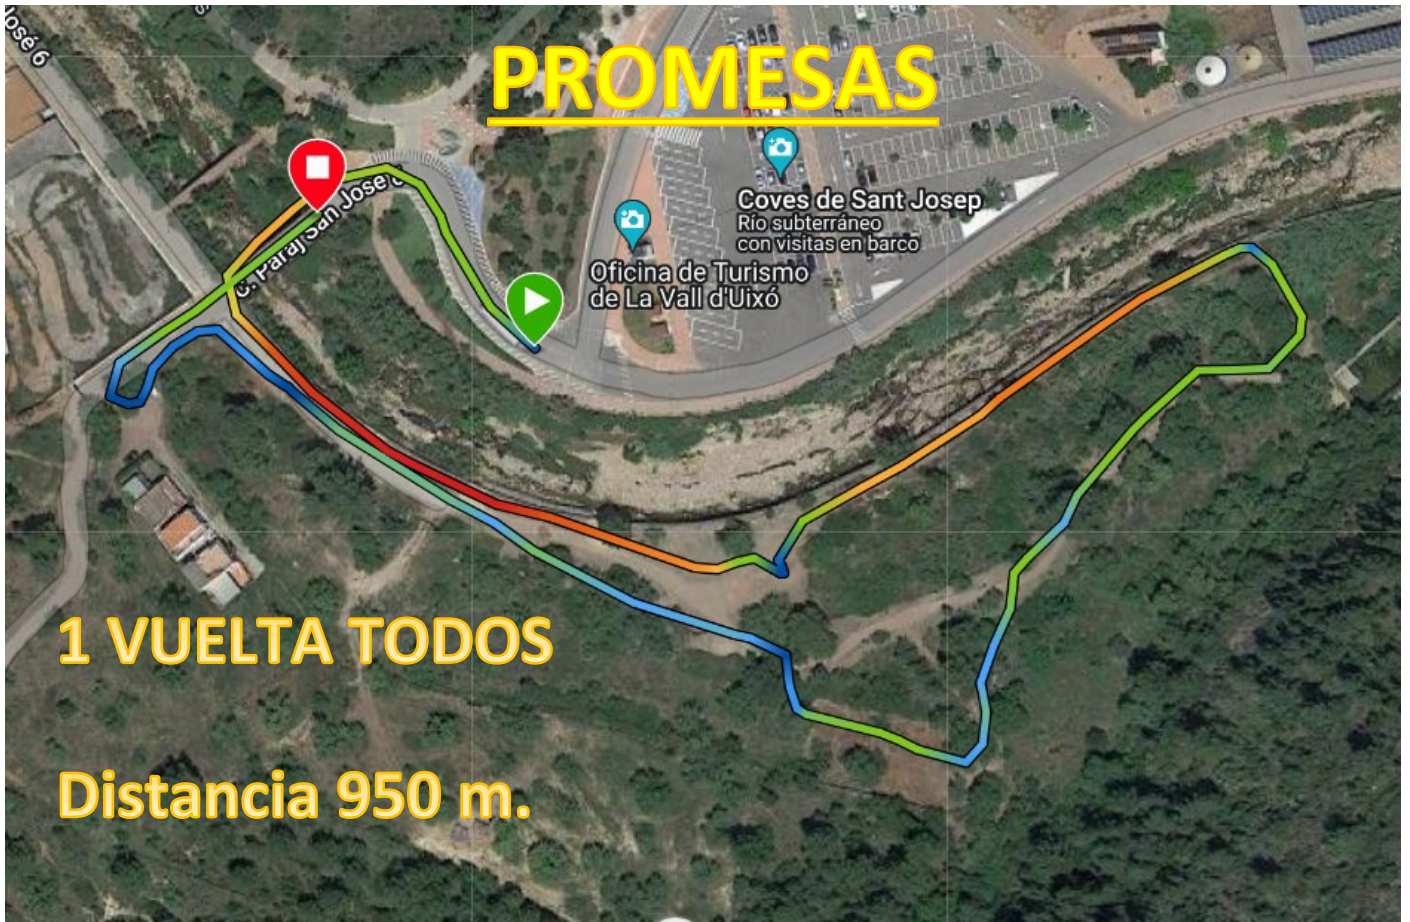 José 6
PROMESAS
C. Paraj San Jose
Coves de Sant Josep
Río subterráneo
con visitas en barco
Oficina de Turismo
de La Vall d'Uixó
1 VUELTA TODOS
Distancia 950 m.